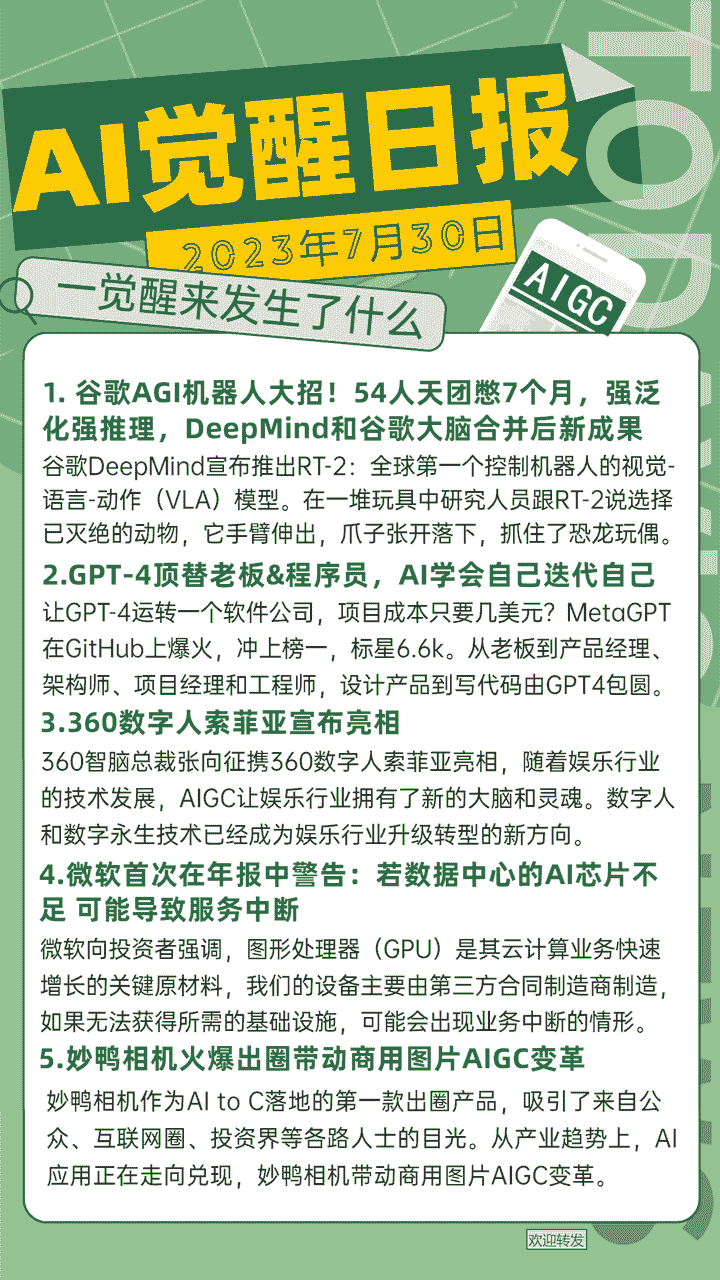 AI觉醒日报
2023年7月30日
一觉醒来发生了什么
AIGC
1. 谷歌AGI机器人大招！54人天团憋7个月，强泛
化强推理，DeepMind和谷歌大脑合并后新成果
谷歌DeepMind宣布推出RT-2：全球第一个控制机器人的视觉-
语言-动作（VLA）模型。在一堆玩具中研究人员跟RT-2说选择
已灭绝的动物，它手臂伸出，爪子张开落下，抓住了恐龙玩偶。
2.GPT-4顶替老板&程序员，AI学会自己迭代自己
让GPT-4运转一个软件公司，项目成本只要几美元？MetaGPT
在GitHub上爆火，冲上榜一，标星6.6k。从老板到产品经理、
架构师、项目经理和工程师，设计产品到写代码由GPT4包圆。
3.360数字人索菲亚宣布亮相
360智脑总裁张向征携360数字人索菲亚亮相，随着娱乐行业
的技术发展，AIGC让娱乐行业拥有了新的大脑和灵魂。数字人
和数字永生技术已经成为娱乐行业升级转型的新方向。
4.微软首次在年报中警告：若数据中心的AI芯片不
足 可能导致服务中断
微软向投资者强调，图形处理器（GPU）是其云计算业务快速
增长的关键原材料，我们的设备主要由第三方合同制造商制造，
如果无法获得所需的基础设施，可能会出现业务中断的情形。
5.妙鸭相机火爆出圈带动商用图片AIGC变革
妙鸭相机作为AI to C落地的第一款出圈产品，吸引了来自公
众、互联网圈、投资界等各路人士的目光。从产业趋势上，AI
应用正在走向兑现，妙鸭相机带动商用图片AIGC变革。
欢迎转发